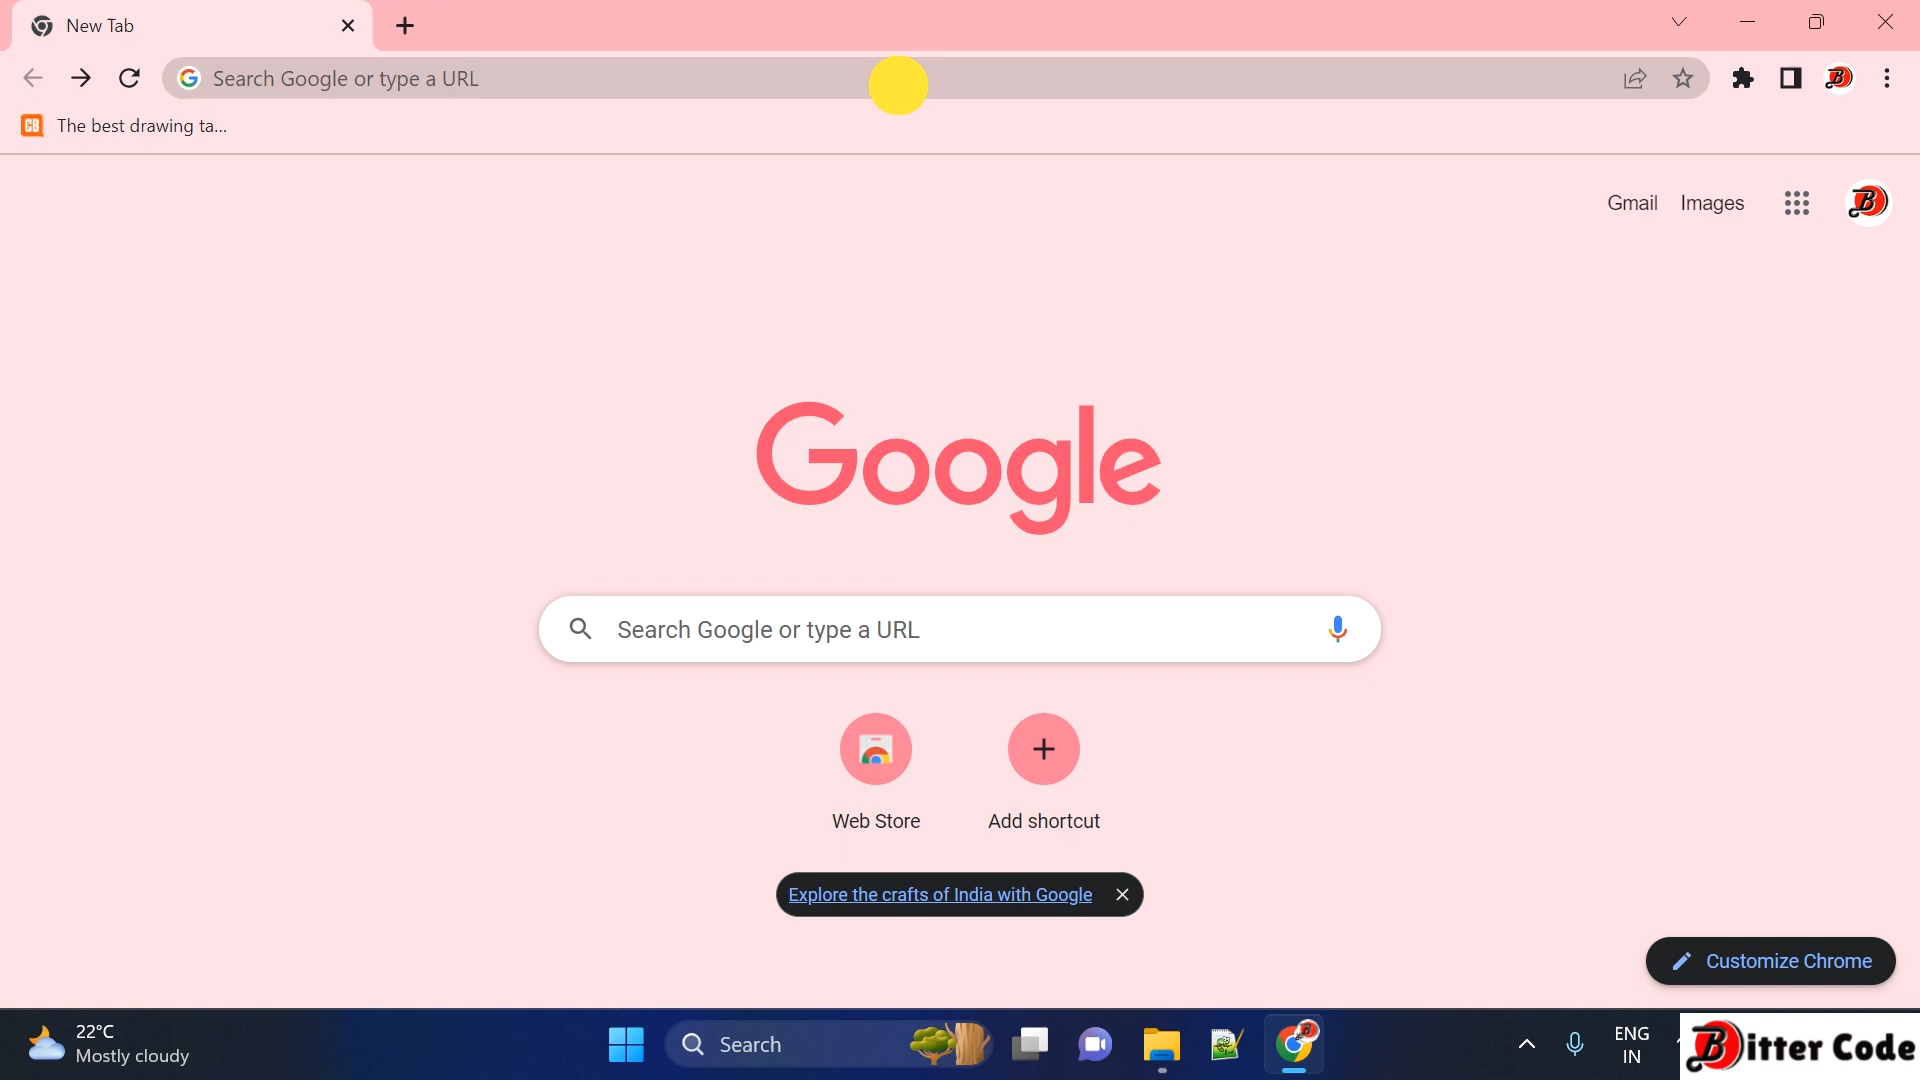 New Tab
Search Google or type a URL
CB The best drawing ta...
Gmail Images
Google
Search Google or type a URL
Web Store Add shortcut
Explore the crafts of India with Google
Customize Chrome
22°C
Mostly cloudy
Search
ENG
IN
Bitter Code